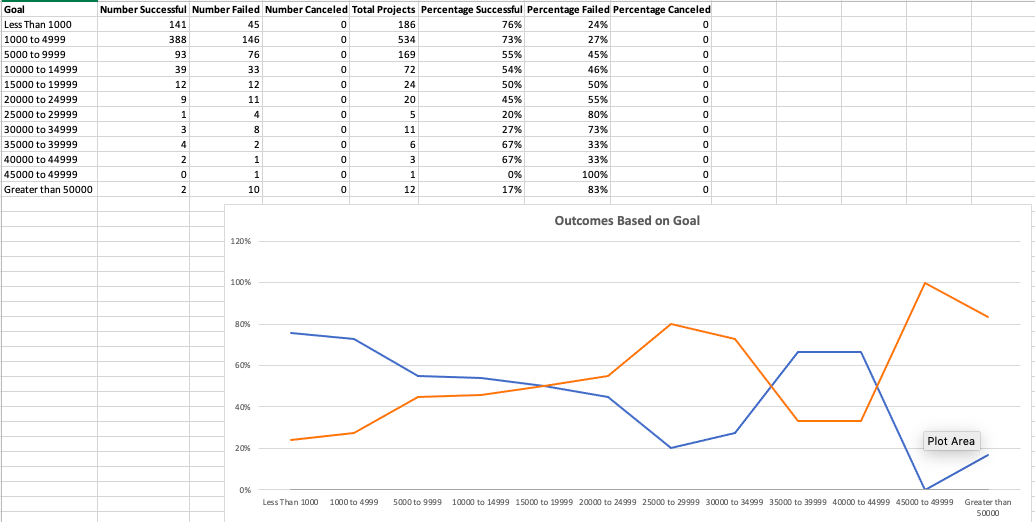 Goal Number Successful Number Failed Number Canceled Total Projects Percentage Successful Percentage Failed Percentage Canceled
Less Than 1000 141 45 0 186 76% 24% 0
1000 to 4999 388 146 0 534 73% 27% 0
5000 to 9999 93 76 0 169 55% 45% 0
10000 to 14999 39 33 0 72 54% 46% 0
15000 to 19999 12 12 0 24 50% 50% 0
20000 to 24999 9 11 0 20 45% 55% 0
25000 to 29999 1 4 0 5 20% 80% 0
30000 to 34999 3 8 0 11 27% 73% 0
35000 to 39999 4 2 0 6 67% 33% 0
40000 to 44999 2 1 0 3 67% 33% 0
45000 to 49999 0 1 0 1 0% 100% 0
Greater than 50000 2 10 0 12 17% 83% 0
Outcomes Based on Goal
120%
100%
80%
60%
40%
20%
0%
Plot Area
Less Than 1000 1000 to 4999 5000 to 9999 10000 to 14999 15000 to 19999 20000 to 24999 25000 to 29999 30000 to 34999 35000 to 39999 40000 to 44999 45000 to 49999 Greater than
50000